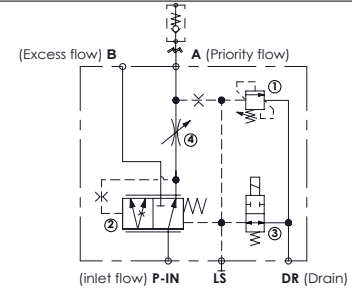 (Excess flow) B A (Priority flow)
①
④
②
③
(inlet flow) P-IN LS DR (Drain)